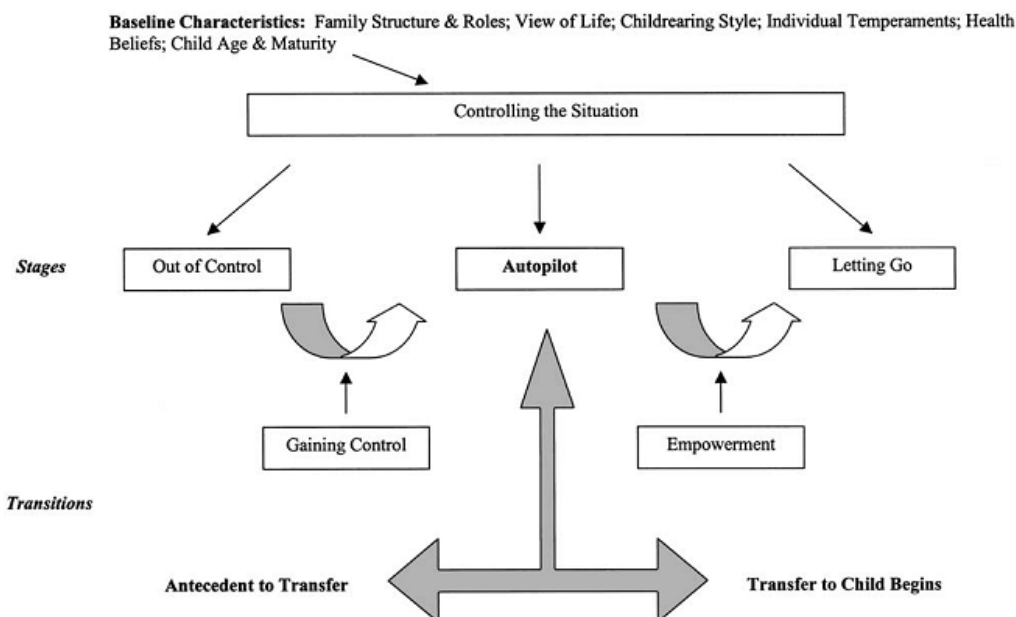 Baseline Characteristics: Family Structure & Roles; View of Life; Childrearing Style; Individual Temperaments; Health
Beliefs; Child Age & Maturity
Controlling the Situation
Stages
Out of Control
Autopilot
Letting Go
Gaining Control
Empowerment
Transitions
Antecedent to Transfer
Transfer to Child Begins